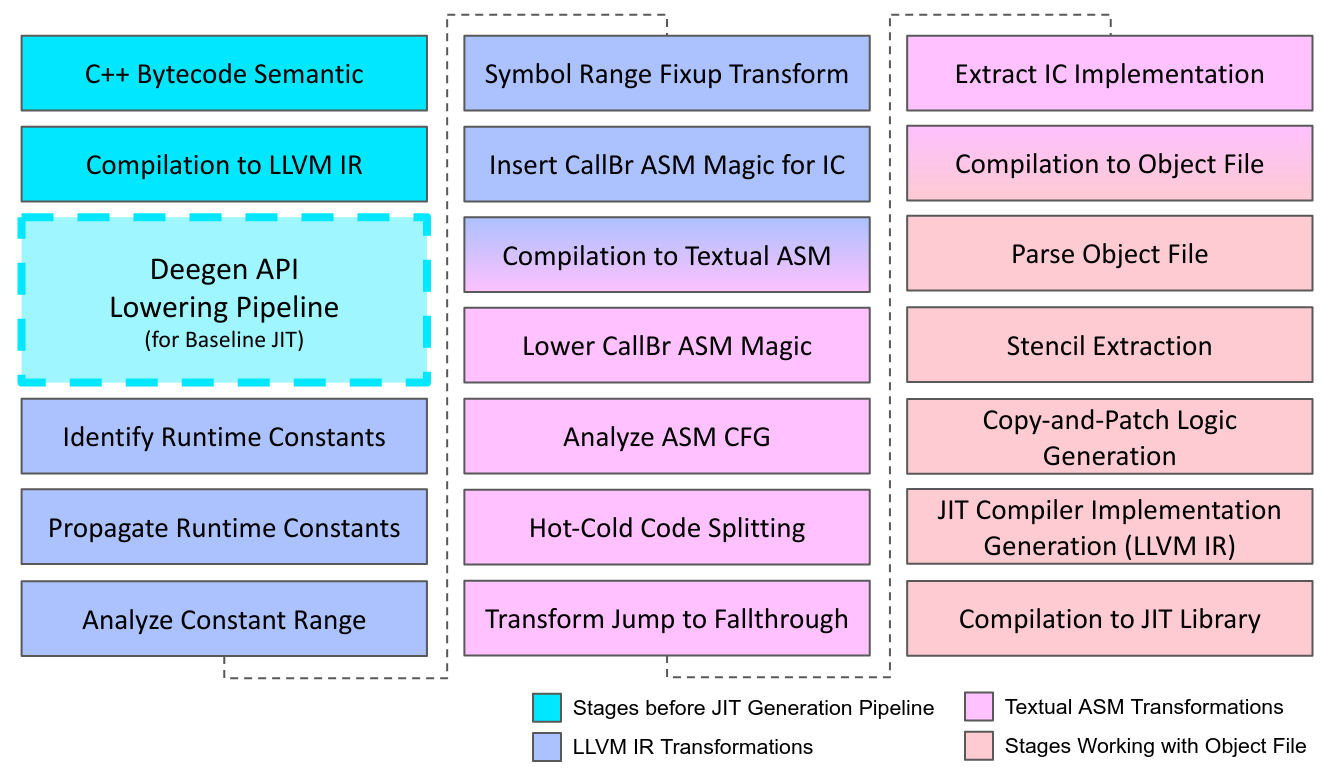 C++ Bytecode Semantic
Compilation to LLVM IR
Deegen API
Lowering Pipeline
(for Baseline JIT)
Identify Runtime Constants
Propagate Runtime Constants
Analyze Constant Range
Symbol Range Fixup Transform
Insert CallBr ASM Magic for IC
Compilation to Textual ASM
Lower CallBr ASM Magic
Analyze ASM CFG
Hot-Cold Code Splitting
Transform Jump to Fallthrough
Extract IC Implementation
Compilation to Object File
Parse Object File
Stencil Extraction
Copy-and-Patch Logic
Generation
JIT Compiler Implementation
Generation (LLVM IR)
Compilation to JIT Library
Stages before JIT Generation Pipeline
LLVM IR Transformations
Textual ASM Transformations
Stages Working with Object File